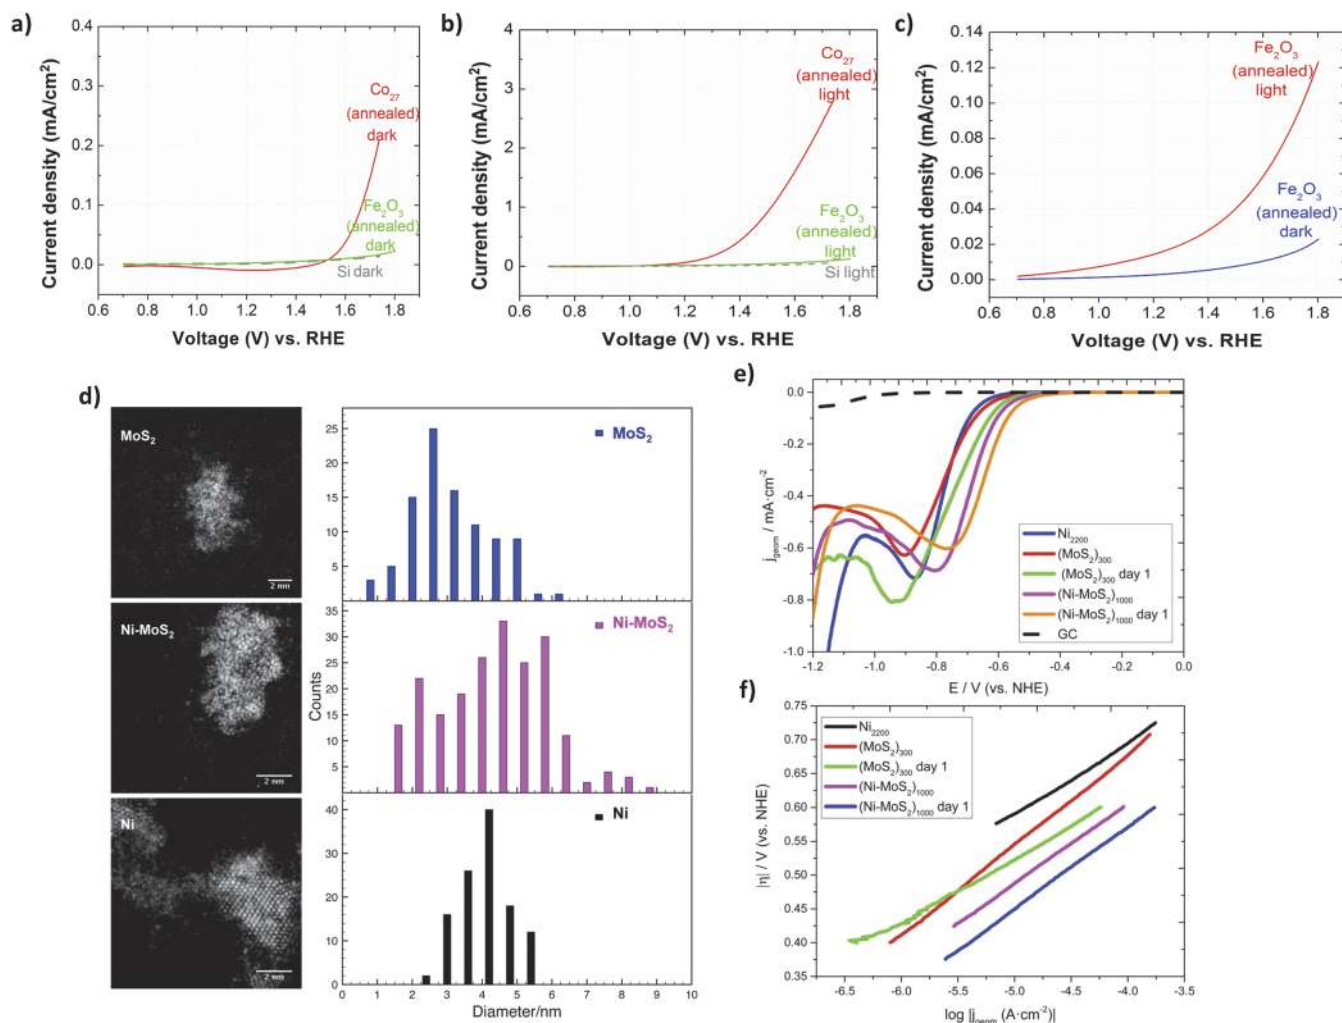 a)
0.4
0.3
0.2
0.1
0.0
Current density (mA/cm²)
Co₂₇
(annealed)
dark
Fe₂O₃
(annealed)
dark
Si dark
0.6 0.8 1.0 1.2 1.4 1.6 1.8
Voltage (V) vs. RHE
b)
4
3
2
1
0
Current density (mA/cm²)
Co₂₇
(annealed)
light
Fe₂O₃
(annealed)
light
Si light
0.6 0.8 1.0 1.2 1.4 1.6 1.8
Voltage (V) vs. RHE
c)
0.14
0.12
0.10
0.08
0.06
0.04
0.02
0.00
Current density (mA/cm²)
Fe₂O₃
(annealed)
light
Fe₂O₃
(annealed)
dark
0.6 0.8 1.0 1.2 1.4 1.6 1.8
Voltage (V) vs. RHE
d)
MoS₂
2 nm
Ni-MoS₂
2 nm
Ni
2 nm
25
20
15
10
5
MoS₂
35
30
25
20
15
10
5
Ni-MoS₂
Counts
40
30
20
10
0
Ni
0 1 2 3 4 5 6 7 8 9 10
Diameter/nm
e)
0.0
-0.2
-0.4
-0.6
-0.8
-1.0
j_geom / mA·cm⁻²
Ni₂₂₀₀
(MoS₂)₃₀₀
(MoS₂)₃₀₀ day 1
(Ni-MoS₂)₁₀₀₀
(Ni-MoS₂)₁₀₀₀ day 1
GC
-1.2 -1.0 -0.8 -0.6 -0.4 -0.2 0.0
E / V (vs. NHE)
f)
0.75
0.70
0.65
0.60
0.55
0.50
0.45
0.40
0.35
|η| / V (vs. NHE)
Ni₂₂₀₀
(MoS₂)₃₀₀
(MoS₂)₃₀₀ day 1
(Ni-MoS₂)₁₀₀₀
(Ni-MoS₂)₁₀₀₀ day 1
-6.5 -6.0 -5.5 -5.0 -4.5 -4.0 -3.5
log |j_geom (A·cm⁻²)|